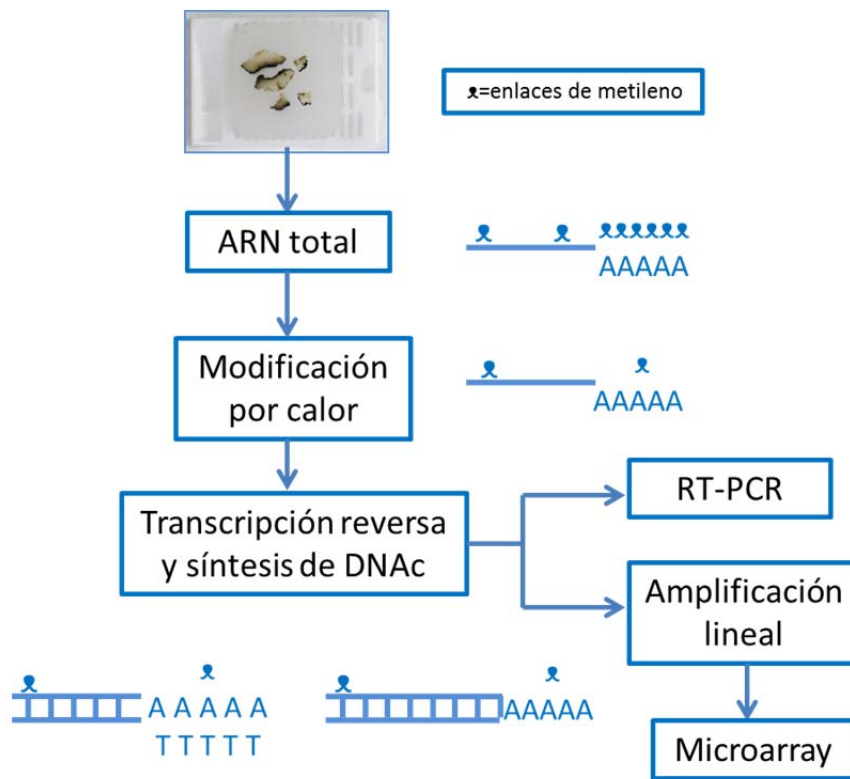 =enlaces de metileno
ARN total
AAAAA
Modificación
por calor
AAAAA
Transcripción reversa
y síntesis de DNAc
RT-PCR
Amplificación
lineal
A A A A A
T T T T T
AAAAA
Microarray